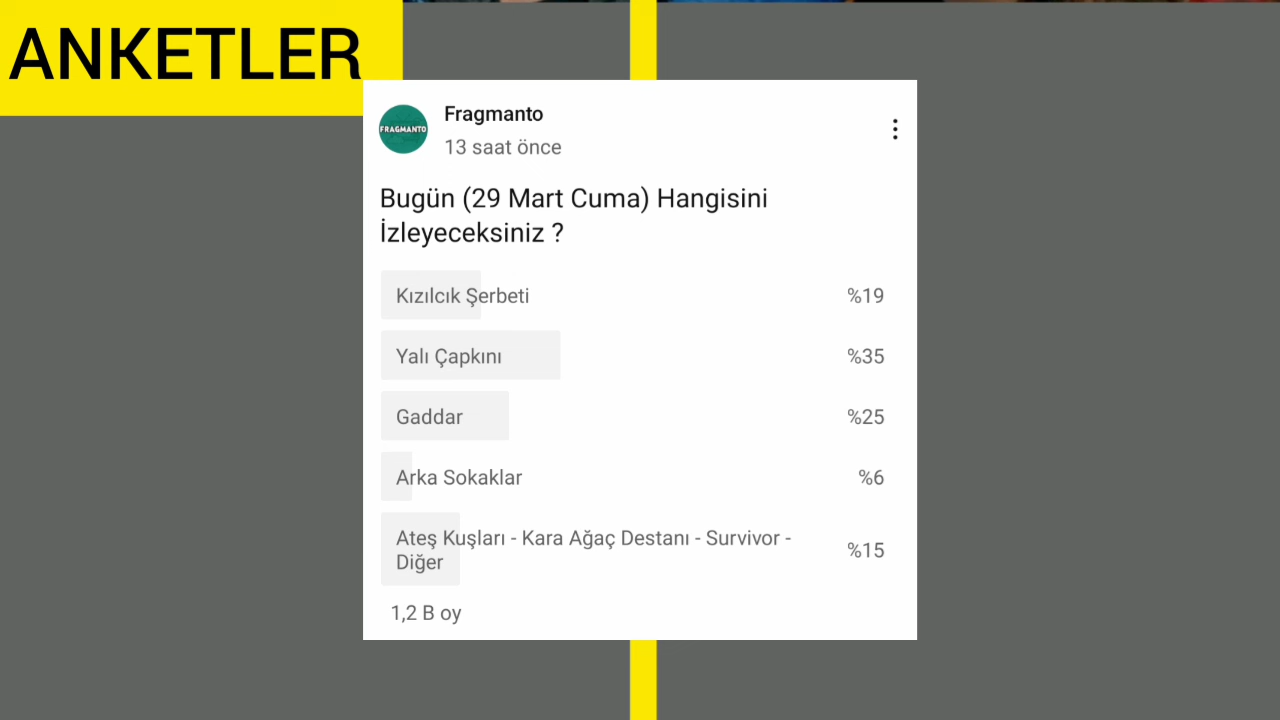 ANKETLER
FRAGMANTO
Fragmanto
13 saat önce
Bugün (29 Mart Cuma) Hangisini
İzleyeceksiniz ?
Kızılcık Şerbeti %19
Yalı Çapkını %35
Gaddar %25
Arka Sokaklar %6
Ateş Kuşları - Kara Ağaç Destanı - Survivor -
Diğer
%15
1,2 B oy